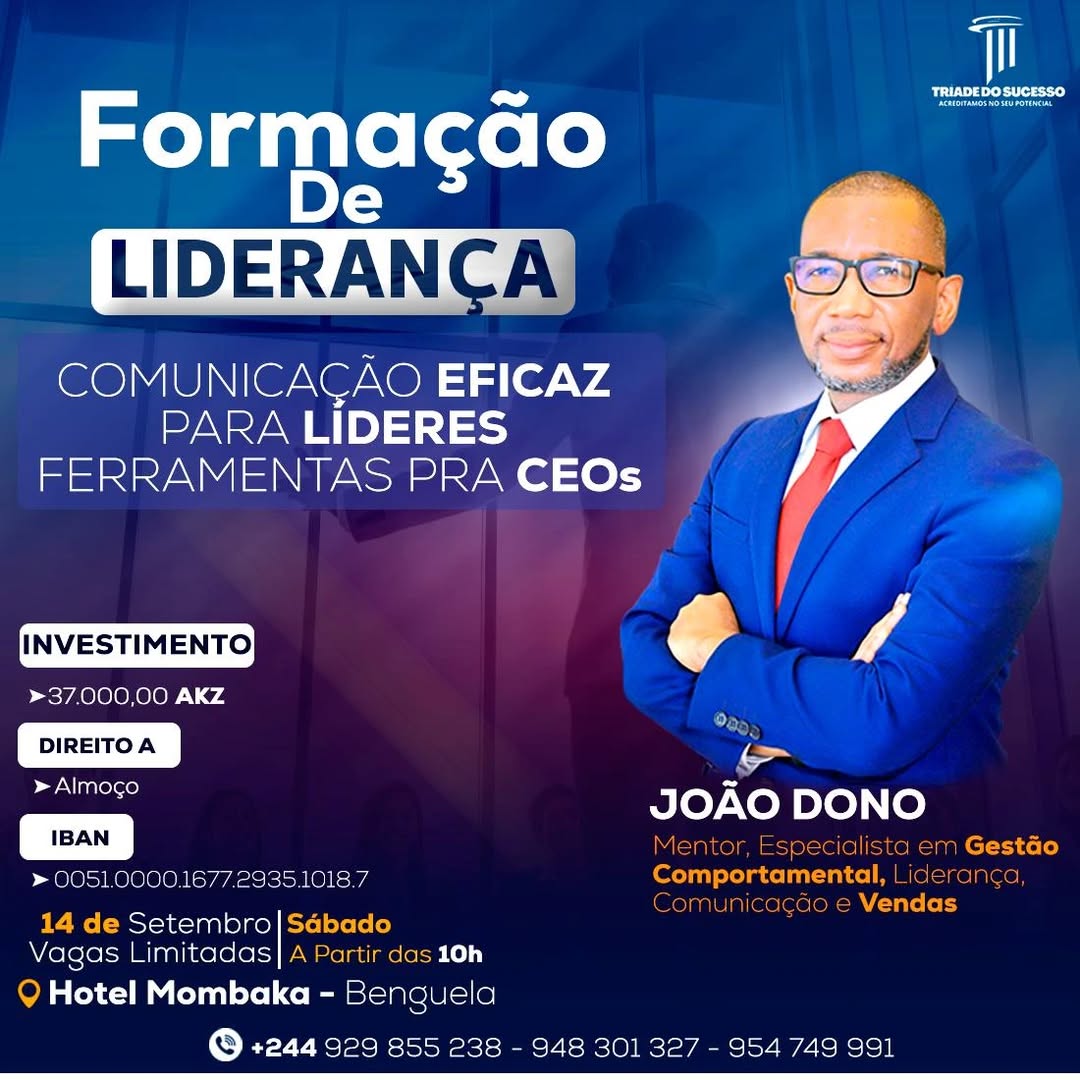 TRIADE DO SUCESSO
ACREDITAMOS NO SEU POTENCIAL
Formação
De
LIDERANÇA
COMUNICAÇÃO EFICAZ
PARA LÍDERES
FERRAMENTAS PRA CEOs
INVESTIMENTO
➤37.000,00 AKZ
DIREITO A
➤Almoço
IBAN
➤ 0051.0000.1677.2935.1018.7
14 de Setembro | Sábado
Vagas Limitadas | A Partir das 10h
Hotel Mombaka - Benguela
JOÃO DONO
Mentor, Especialista em Gestão
Comportamental, Liderança,
Comunicação e Vendas
+244 929 855 238 - 948 301 327 - 954 749 991